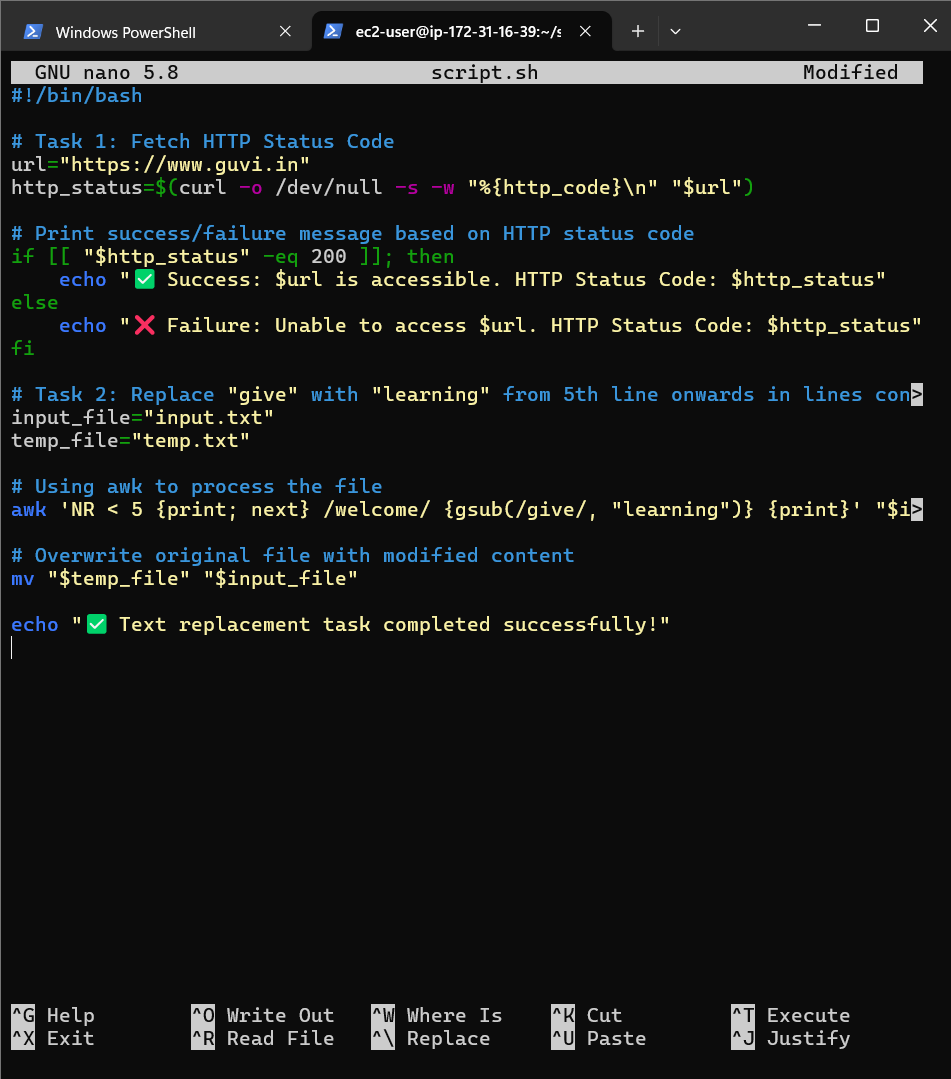 Windows PowerShell
ec2-user@ip-172-31-16-39:~/s
GNU nano 5.8 script.sh Modified
#!/bin/bash
# Task 1: Fetch HTTP Status Code
url="https://www.guvi.in"
http_status=$(curl -o /dev/null -s -w "%{http_code}\n" "$url")
# Print success/failure message based on HTTP status code
if [[ "$http_status" -eq 200 ]]; then
    echo "✅ Success: $url is accessible. HTTP Status Code: $http_status"
else
    echo "❌ Failure: Unable to access $url. HTTP Status Code: $http_status"
fi
# Task 2: Replace "give" with "learning" from 5th line onwards in lines con>
input_file="input.txt"
temp_file="temp.txt"
# Using awk to process the file
awk 'NR < 5 {print; next} /welcome/ {gsub(/give/, "learning")} {print}' "$i>
# Overwrite original file with modified content
mv "$temp_file" "$input_file"
echo "✅ Text replacement task completed successfully!"
^G Help ^O Write Out ^W Where Is ^K Cut ^T Execute
^X Exit ^R Read File ^\ Replace ^U Paste ^J Justify